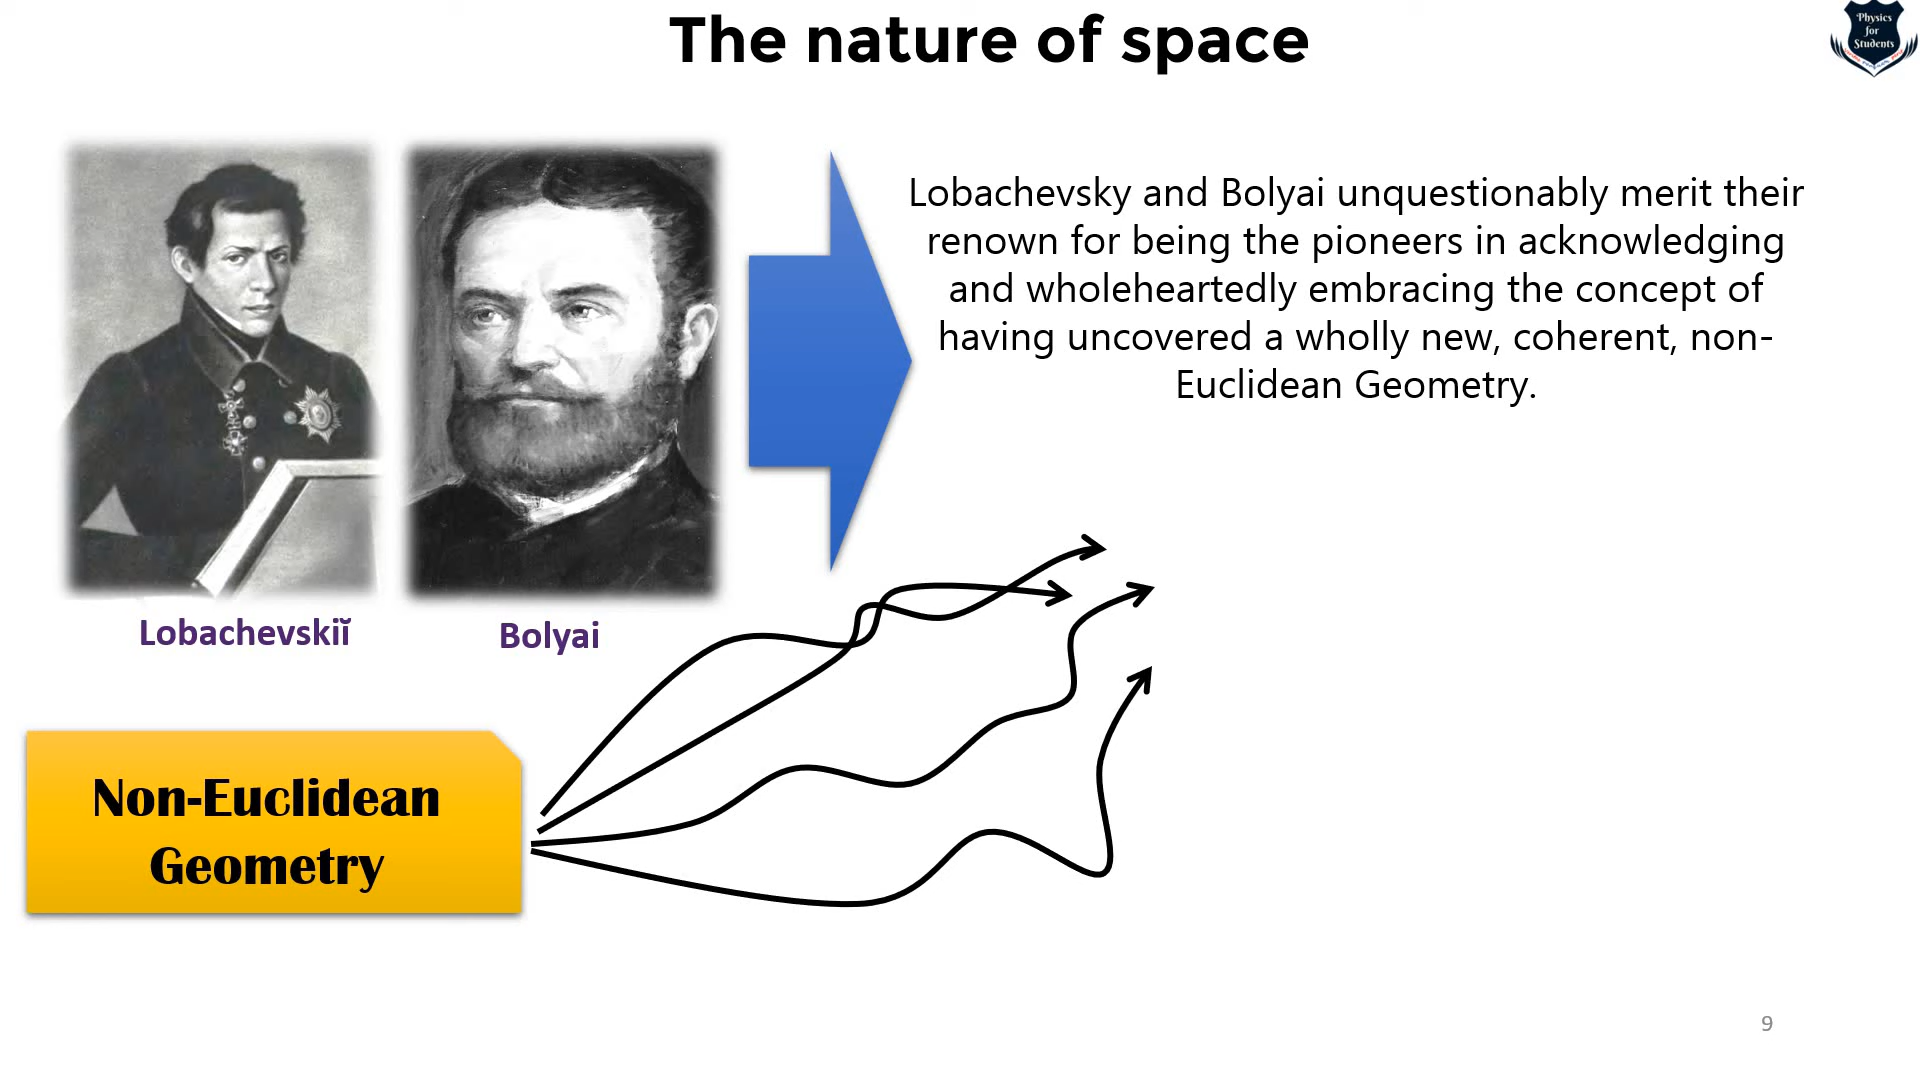 The nature of space
Physics
for
Students
Lobachevsky and Bolyai unquestionably merit their
renown for being the pioneers in acknowledging
and wholeheartedly embracing the concept of
having uncovered a wholly new, coherent, non-
Euclidean Geometry.
Lobachevskiĭ
Bolyai
Non-Euclidean
Geometry
9